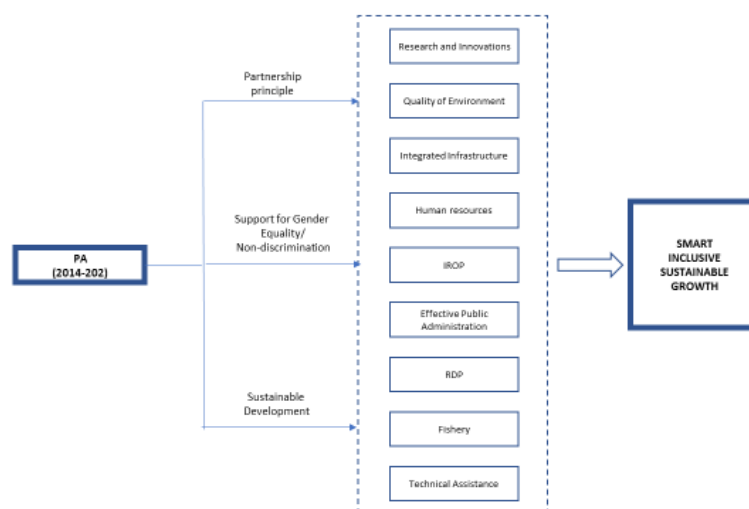 PA
(2014-202)
Partnership
principle
Support for Gender
Equality/
Non-discrimination
Sustainable
Development
Research and Innovations
Quality of Environment
Integrated Infrastructure
Human resources
IROP
Effective Public
Administration
RDP
Fishery
Technical Assistance
SMART
INCLUSIVE
SUSTAINABLE
GROWTH